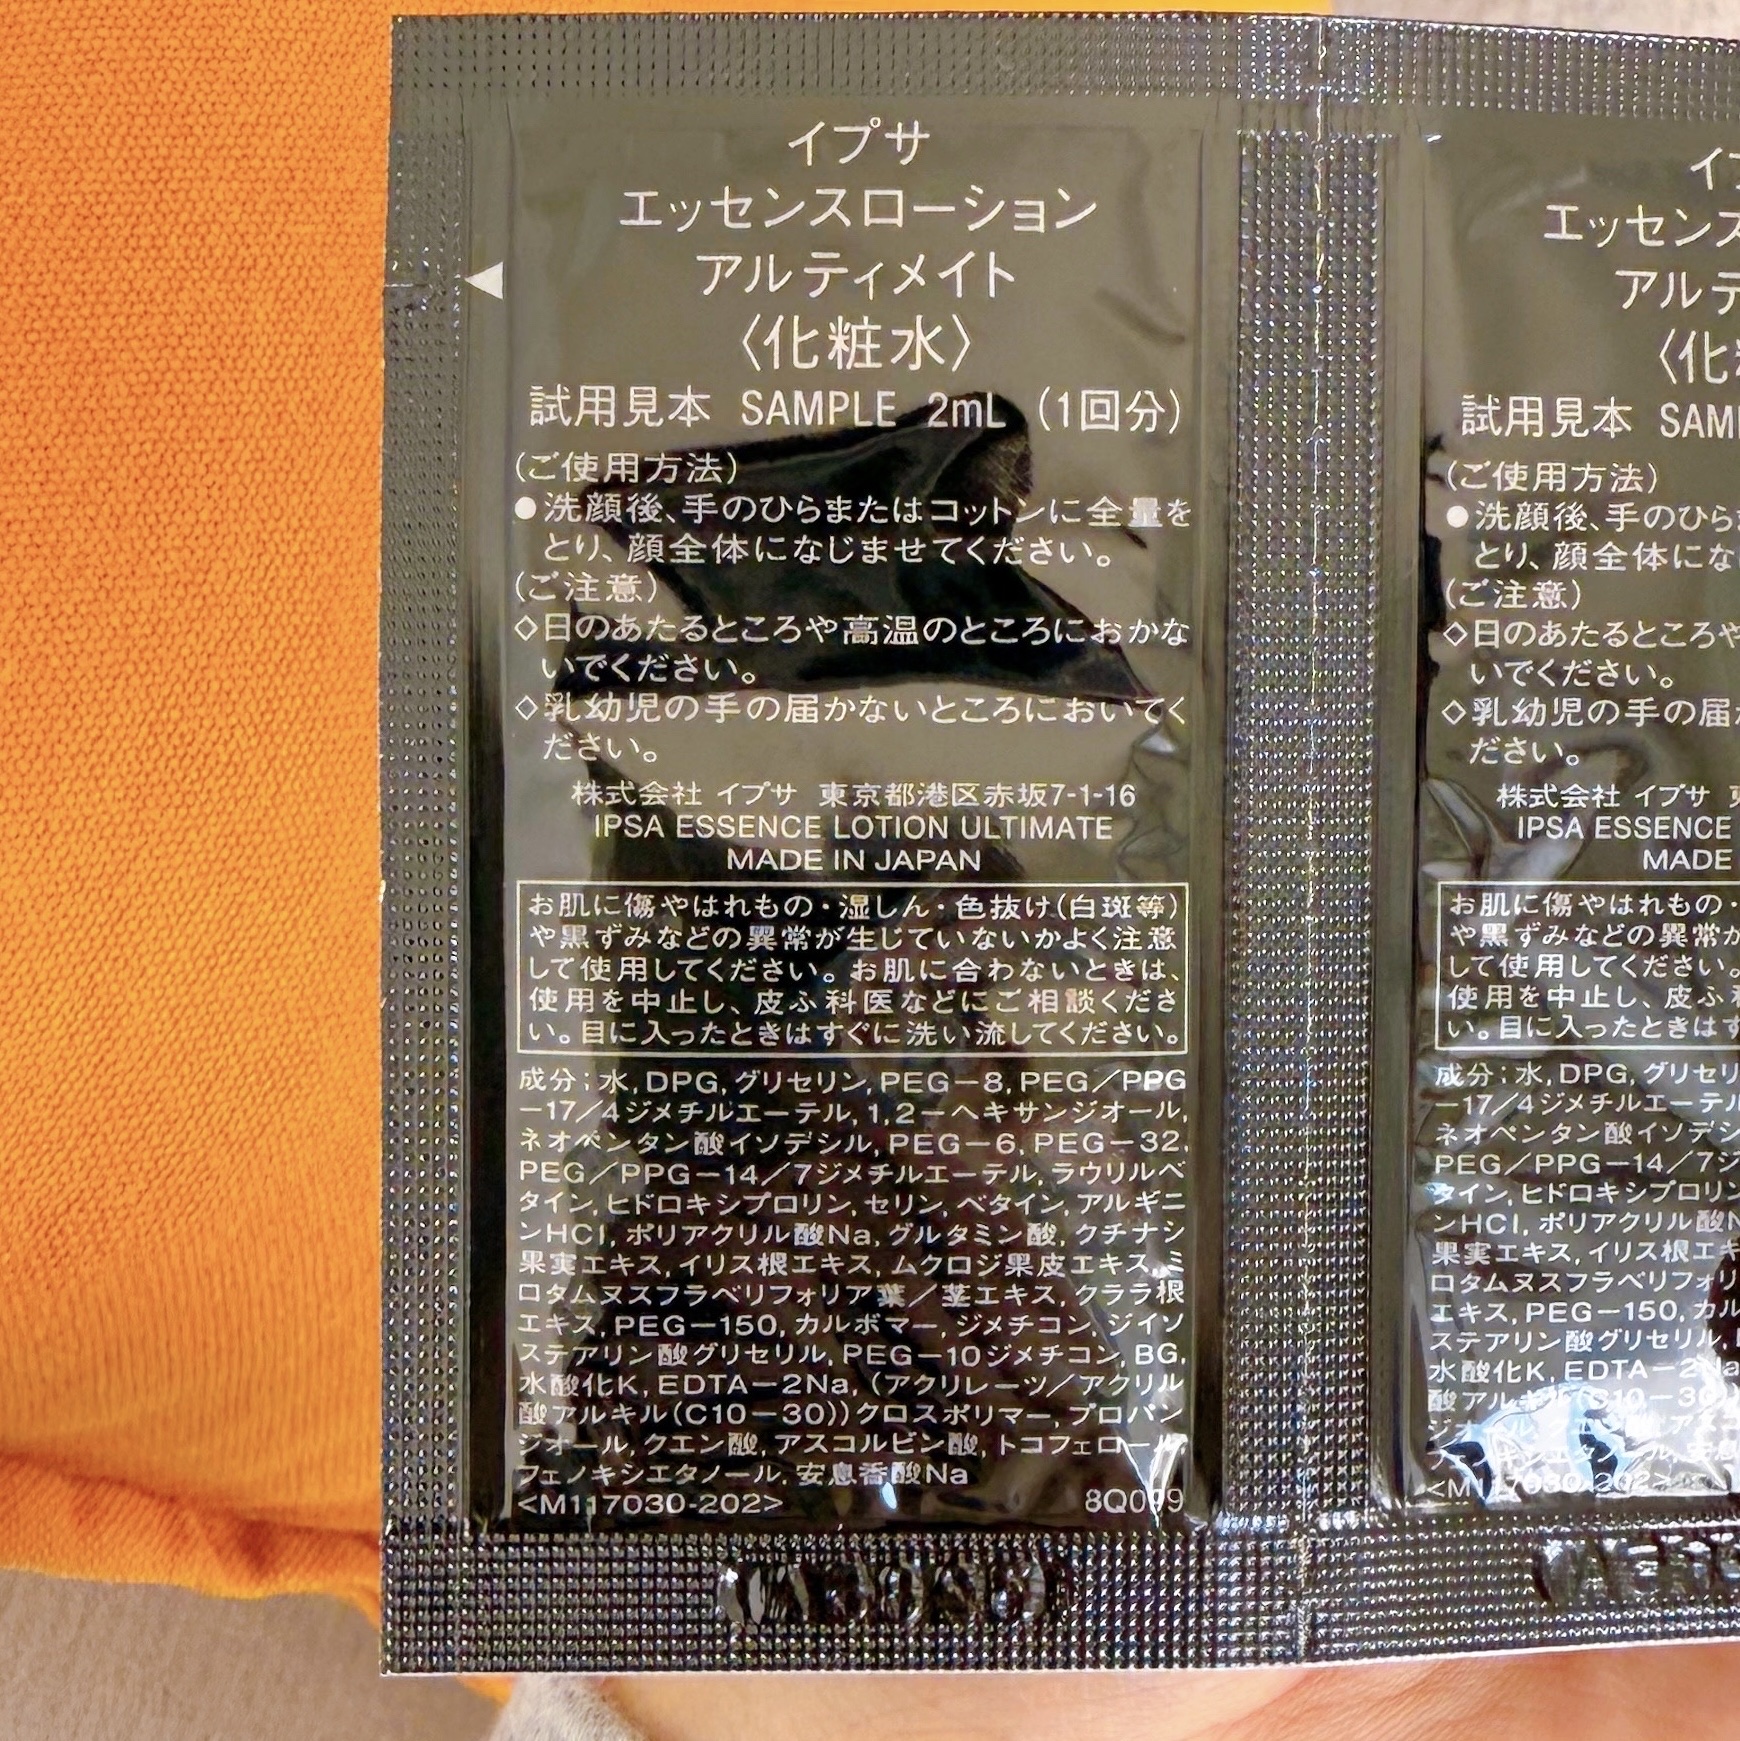 イプサ
エッセンスローション
アルティメイト
〈化粧水〉
試用見本 SAMPLE 2mL (1回分)
(ご使用方法)
●洗顔後、手のひらまたはコットンに全量を
とり、顔全体になじませてください。
(ご注意)
◇日のあたるところや高温のところにおかな
いでください。
◇乳幼児の手の届かないところにおいてく
ださい。
株式会社 イプサ 東京都港区赤坂7-1-16
IPSA ESSENCE LOTION ULTIMATE
MADE IN JAPAN
お肌に傷やはれもの・湿しん・色抜け(白斑等)
や黒ずみなどの異常が生じていないかよく注意
して使用してください。お肌に合わないときは、
使用を中止し、皮ふ科医などにご相談くださ
い。目に入ったときはすぐに洗い流してください。
成分;水,DPG,グリセリン,PEG-8,PEG/PPG
-17/4ジメチルエーテル,1,2-ヘキサンジオール,
ネオペンタン酸イソデシル,PEG-6,PEG-32,
PEG/PPG-14/7ジメチルエーテル,ラウリルベ
タイン,ヒドロキシプロリン,セリン,ベタイン,アルギニ
ンHCl,ポリアクリル酸Na,グルタミン酸,クチナシ
果実エキス,イリス根エキス,ムクロジ果皮エキス,ミ
ロタムヌスフラベリフォリア葉/茎エキス,クララ根
エキス,PEG-150,カルボマー,ジメチコン,ジイソ
ステアリン酸グリセリル,PEG-10ジメチコン,BG,
水酸化K,EDTA-2Na,(アクリレーツ/アクリル
酸アルキル(C10-30))クロスポリマー,プロパン
ジオール,クエン酸,アスコルビン酸,トコフェロール,
フェノキシエタノール,安息香酸Na
<M117030-202> 8Q099
イプ
エッセンス
アルテ
〈化粧
試用見本 SAM
(ご使用方法)
●洗顔後、手のひら
とり、顔全体にな
(ご注意)
◇日のあたるところや
いでください。
◇乳幼児の手の届
ださい。
株式会社 イプサ
IPSA ESSENCE
MADE
お肌に傷やはれもの・
や黒ずみなどの異常が
して使用してください。
使用を中止し、皮ふ
い。目に入ったときは
成分;水,DPG,グリセリ
-17/4ジメチルエーテル
ネオペンタン酸イソデシ
PEG/PPG-14/7ジ
タイン,ヒドロキシプロリン
ンHCl,ポリアクリル酸
果実エキス,イリス根エキ
ロタムヌスフラベリフォリ
エキス,PEG-150,カル
ステアリン酸グリセリル,
水酸化K,EDTA-2Na
酸アルキル(C10-30))
<M117030-202>